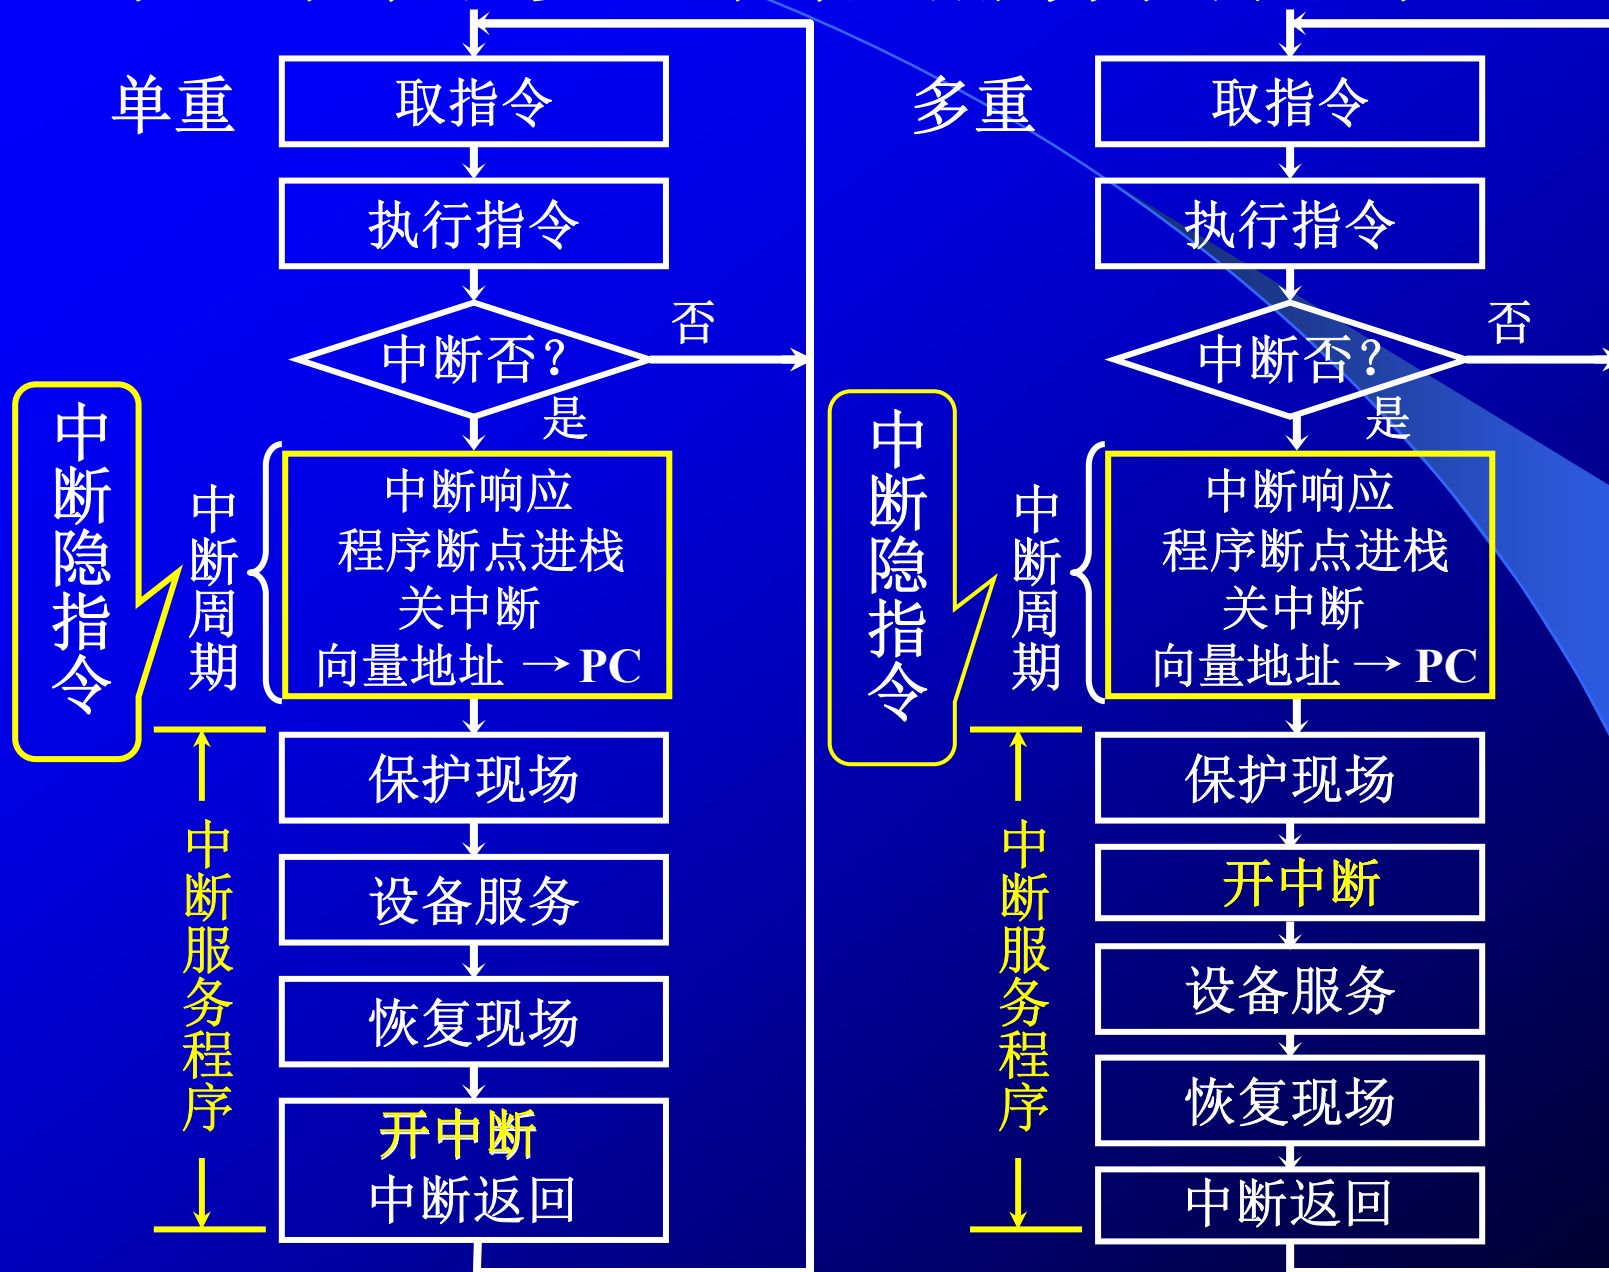 单重
取指令
执行指令
中断否？
否
是
中断隐指令
中断周期
中断响应
程序断点进栈
关中断
向量地址 → PC
中断服务程序
保护现场
设备服务
恢复现场
开中断
中断返回
多重
取指令
执行指令
中断否？
否
是
中断隐指令
中断周期
中断响应
程序断点进栈
关中断
向量地址 → PC
中断服务程序
保护现场
开中断
设备服务
恢复现场
中断返回